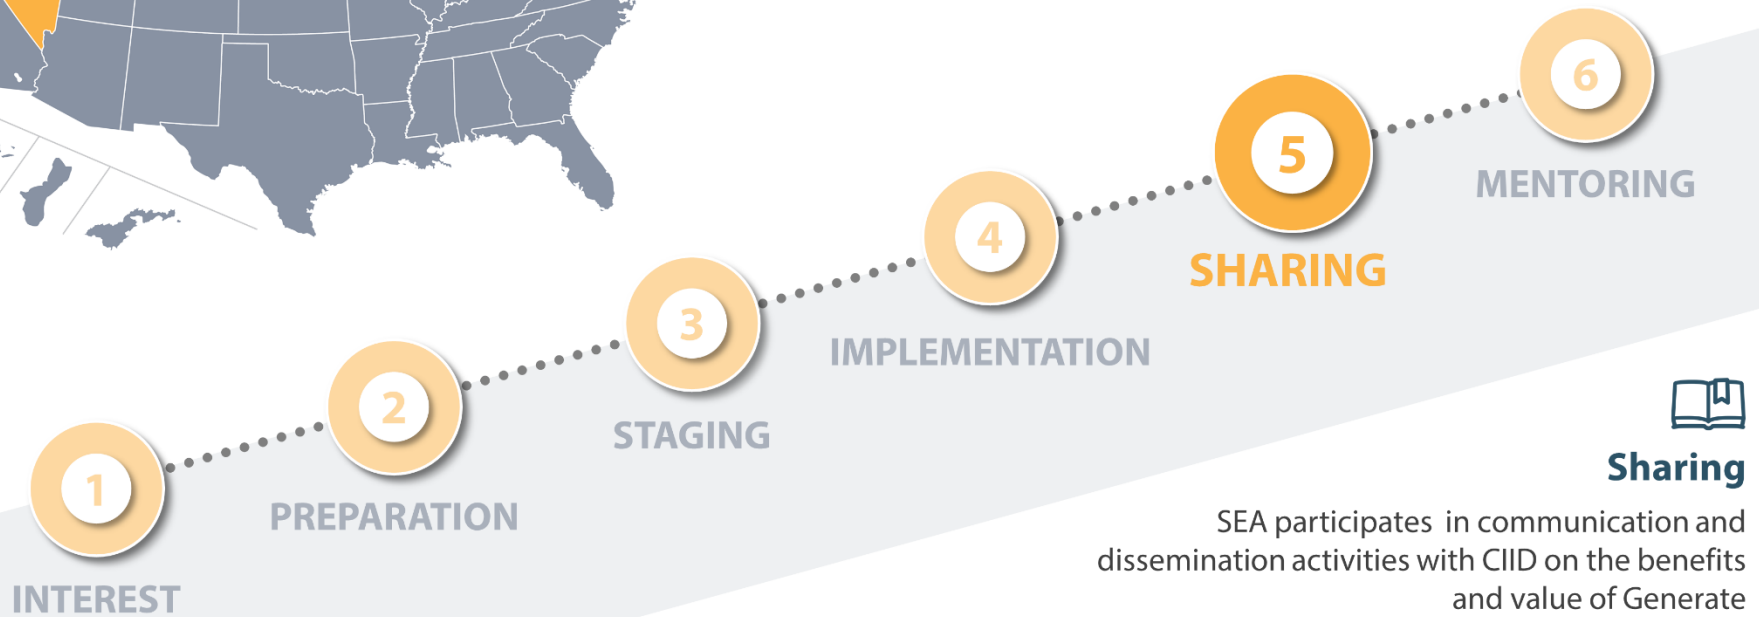 1
INTEREST
2
PREPARATION
3
STAGING
4
IMPLEMENTATION
5
SHARING
6
MENTORING
Sharing
SEA participates in communication and
dissemination activities with CIID on the benefits
and value of Generate